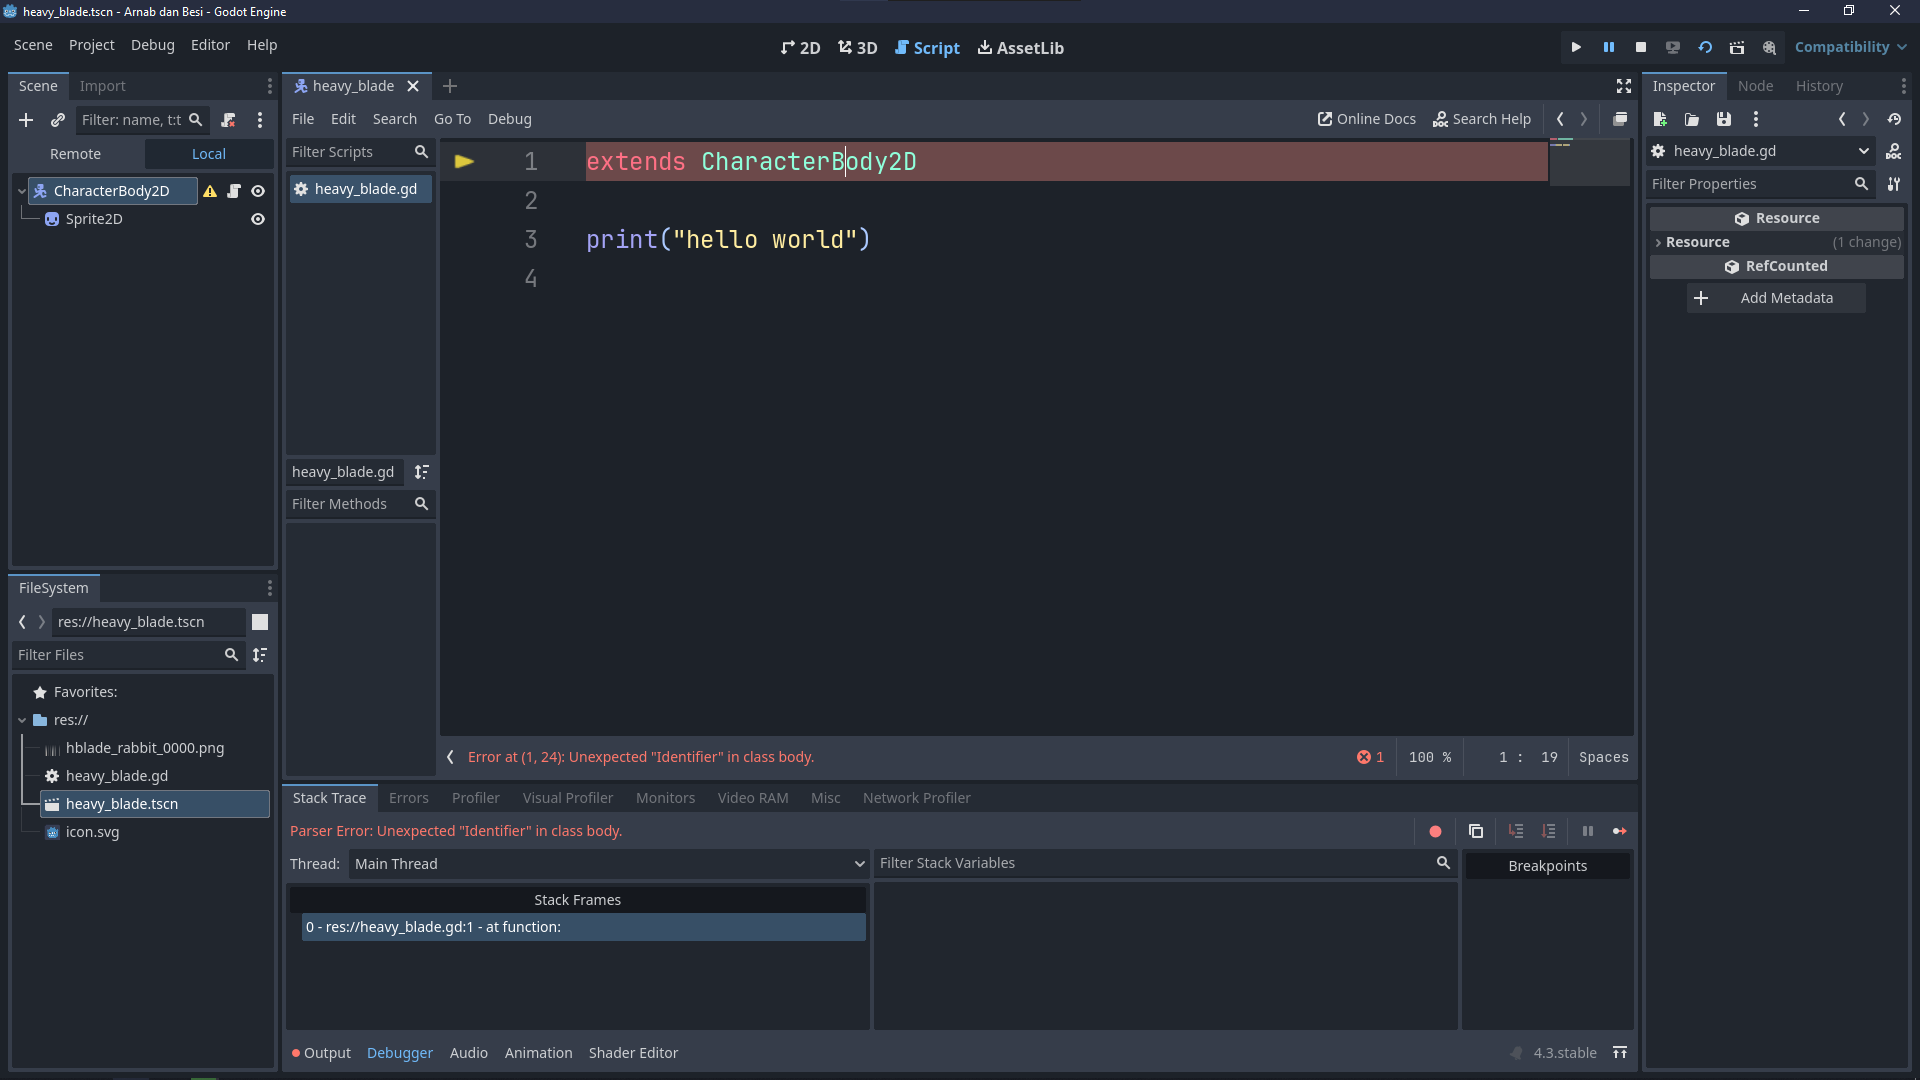 heavy_blade.tscn - Arnab dan Besi - Godot Engine
Scene Project Debug Editor Help
2D 3D Script AssetLib
Compatibility
Scene Import
Filter: name, t:t
Remote Local
CharacterBody2D
Sprite2D
FileSystem
res://heavy_blade.tscn
Filter Files
Favorites:
res://
hblade_rabbit_0000.png
heavy_blade.gd
heavy_blade.tscn
icon.svg
heavy_blade
File Edit Search Go To Debug
Online Docs Search Help
Filter Scripts
heavy_blade.gd
heavy_blade.gd
Filter Methods
1 extends CharacterBody2D
2
3 print("hello world")
4
Error at (1, 24): Unexpected "Identifier" in class body.
1 100 % 1 : 19 Spaces
Stack Trace Errors Profiler Visual Profiler Monitors Video RAM Misc Network Profiler
Parser Error: Unexpected "Identifier" in class body.
Thread: Main Thread
Filter Stack Variables
Breakpoints
Stack Frames
0 - res://heavy_blade.gd:1 - at function:
Output Debugger Audio Animation Shader Editor
4.3.stable
Inspector Node History
heavy_blade.gd
Filter Properties
Resource
Resource (1 change)
RefCounted
Add Metadata